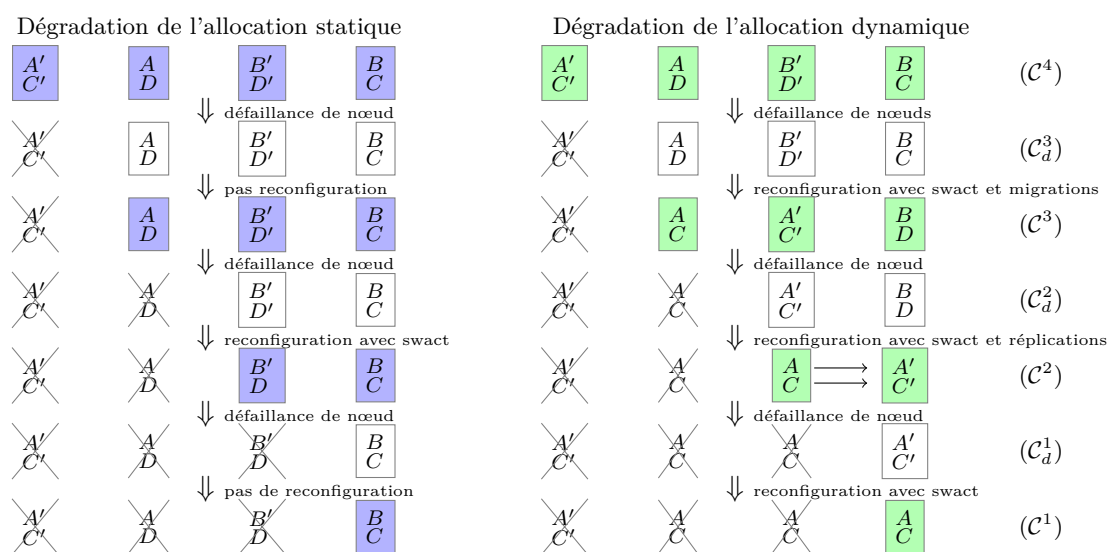 Dégradation de l'allocation statique Dégradation de l'allocation dynamique
A′ A B′ B A′ A B′ B
C′ D D′ C C′ D D′ C (𝒞⁴)
⇓ défaillance de nœud ⇓ défaillance de nœuds
A′ A B′ B A′ A B′ B
C′ D D′ C C′ D D′ C (𝒞³_d)
⇓ pas reconfiguration ⇓ reconfiguration avec swact et migrations
A′ A B′ B A′ A A′ B
C′ D D′ C C′ C C′ D (𝒞³)
⇓ défaillance de nœud ⇓ défaillance de nœud
A′ A B′ B A′ A A′ B
C′ D D′ C C′ C C′ D (𝒞²_d)
⇓ reconfiguration avec swact ⇓ reconfiguration avec swact et réplications
A′ A B′ B A′ A A A′
C′ D D C C′ C C C′ (𝒞²)
⇓ défaillance de nœud ⇓ défaillance de nœud
A′ A B′ B A′ A A A′
C′ D D C C′ C C C′ (𝒞¹_d)
⇓ pas de reconfiguration ⇓ reconfiguration avec swact
A′ A B′ B A′ A A A
C′ D D C C′ C C C (𝒞¹)